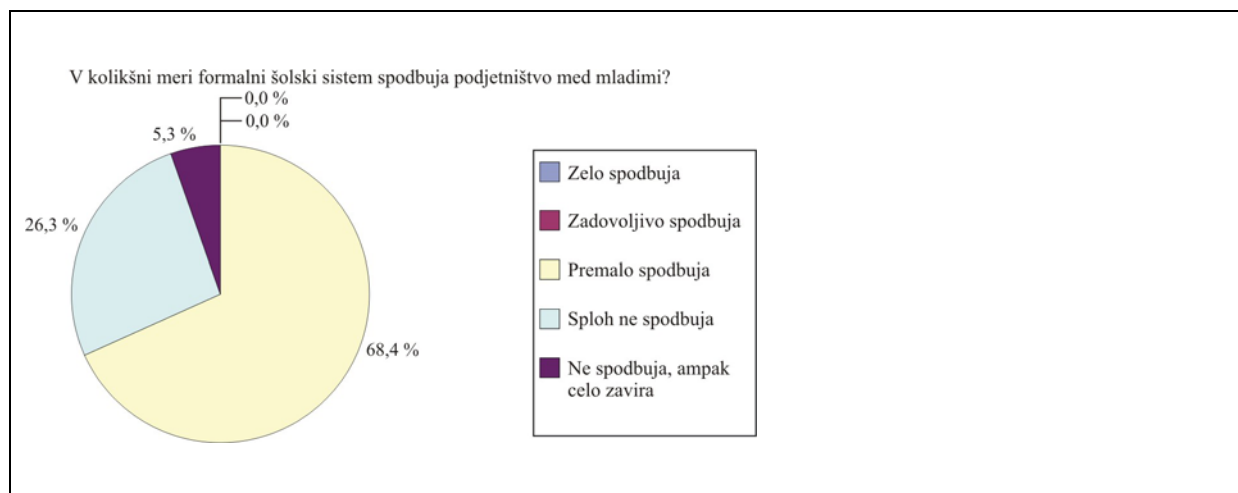 V kolikšni meri formalni šolski sistem spodbuja podjetništvo med mladimi?
0,0 %
0,0 %
5,3 %
26,3 %
68,4 %
Zelo spodbuja
Zadovoljivo spodbuja
Premalo spodbuja
Sploh ne spodbuja
Ne spodbuja, ampak
celo zavira